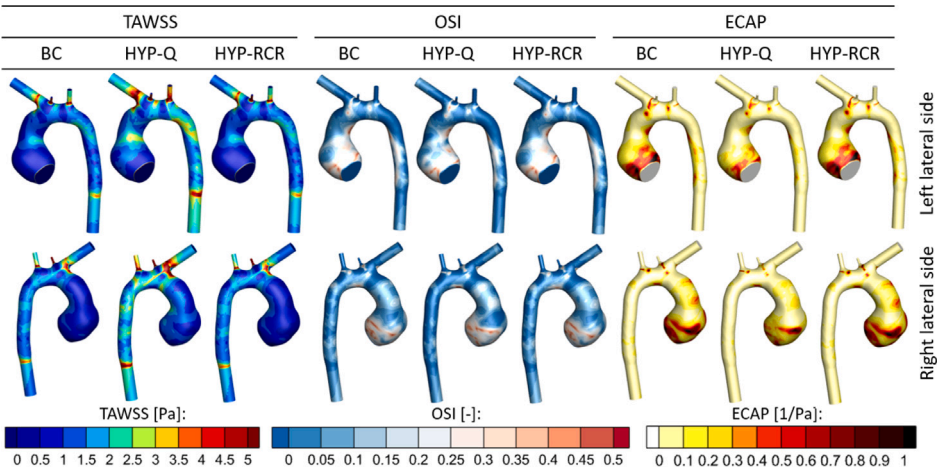 TAWSS OSI ECAP
BC HYP-Q HYP-RCR BC HYP-Q HYP-RCR BC HYP-Q HYP-RCR
Left lateral side
Right lateral side
TAWSS [Pa]: OSI [-]: ECAP [1/Pa]:
0 0.5 1 1.5 2 2.5 3 3.5 4 4.5 5 0 0.05 0.1 0.15 0.2 0.25 0.3 0.35 0.4 0.45 0.5 0 0.1 0.2 0.3 0.4 0.5 0.6 0.7 0.8 0.9 1